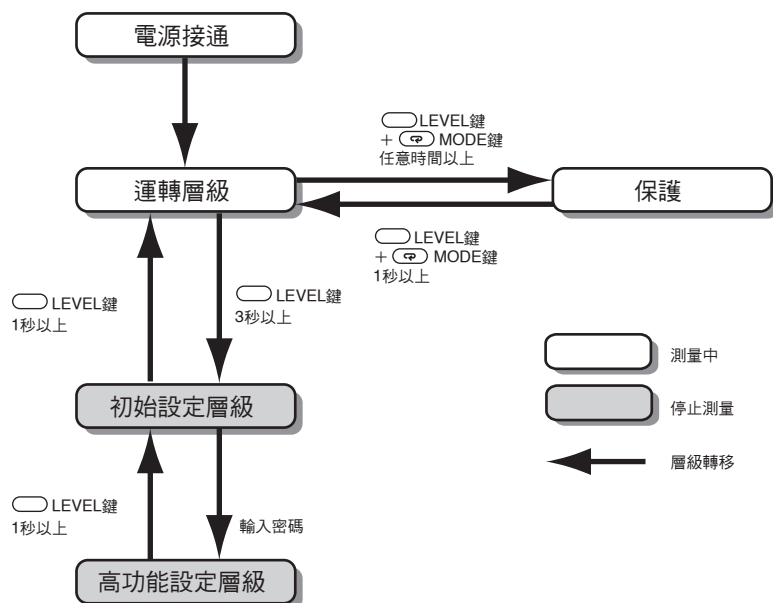 電源接通
LEVEL鍵
+ MODE鍵
任意時間以上
運轉層級
保護
LEVEL鍵
+ MODE鍵
1秒以上
LEVEL鍵
1秒以上
LEVEL鍵
3秒以上
測量中
初始設定層級
停止測量
層級轉移
LEVEL鍵
1秒以上
輸入密碼
高功能設定層級